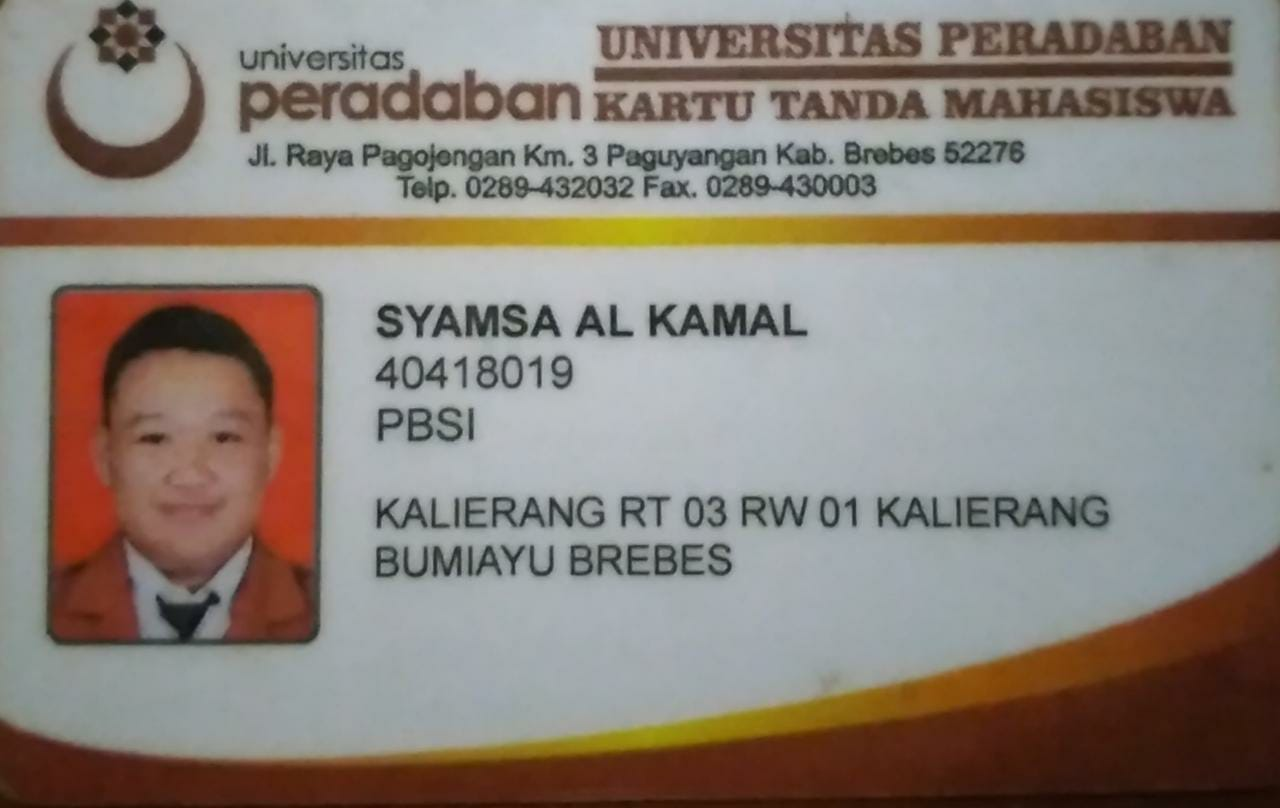 universitas
peradaban
UNIVERSITAS PERADABAN
KARTU TANDA MAHASISWA
Jl. Raya Pagojengan Km. 3 Paguyangan Kab. Brebes 52276
Telp. 0289-432032 Fax. 0289-430003
SYAMSA AL KAMAL
40418019
PBSI
KALIERANG RT 03 RW 01 KALIERANG
BUMIAYU BREBES